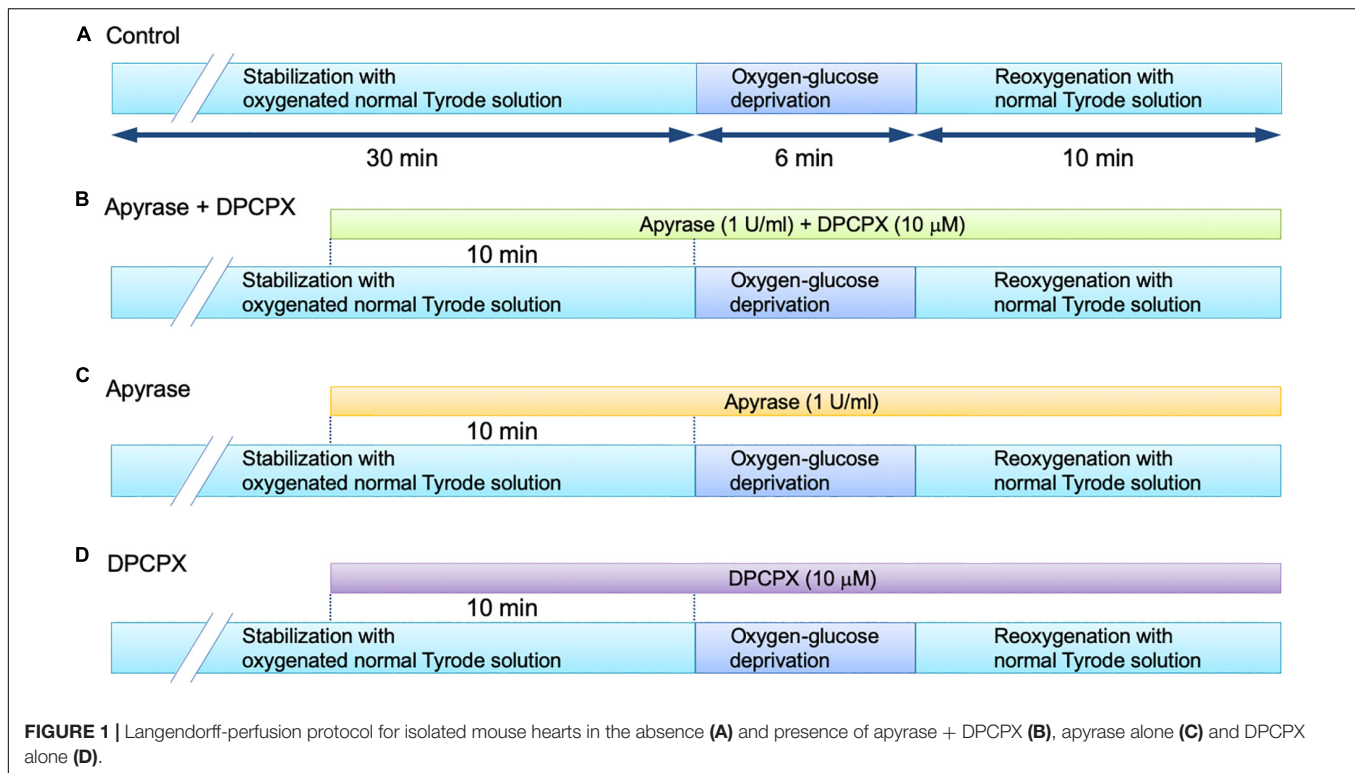 A Control
Stabilization with
oxygenated normal Tyrode solution
Oxygen-glucose
deprivation
Reoxygenation with
normal Tyrode solution
30 min
6 min
10 min
B Apyrase + DPCPX
Apyrase (1 U/ml) + DPCPX (10 μM)
10 min
Stabilization with
oxygenated normal Tyrode solution
Oxygen-glucose
deprivation
Reoxygenation with
normal Tyrode solution
C Apyrase
Apyrase (1 U/ml)
10 min
Stabilization with
oxygenated normal Tyrode solution
Oxygen-glucose
deprivation
Reoxygenation with
normal Tyrode solution
D DPCPX
DPCPX (10 μM)
10 min
Stabilization with
oxygenated normal Tyrode solution
Oxygen-glucose
deprivation
Reoxygenation with
normal Tyrode solution
FIGURE 1 | Langendorff-perfusion protocol for isolated mouse hearts in the absence (A) and presence of apyrase + DPCPX (B), apyrase alone (C) and DPCPX
alone (D).